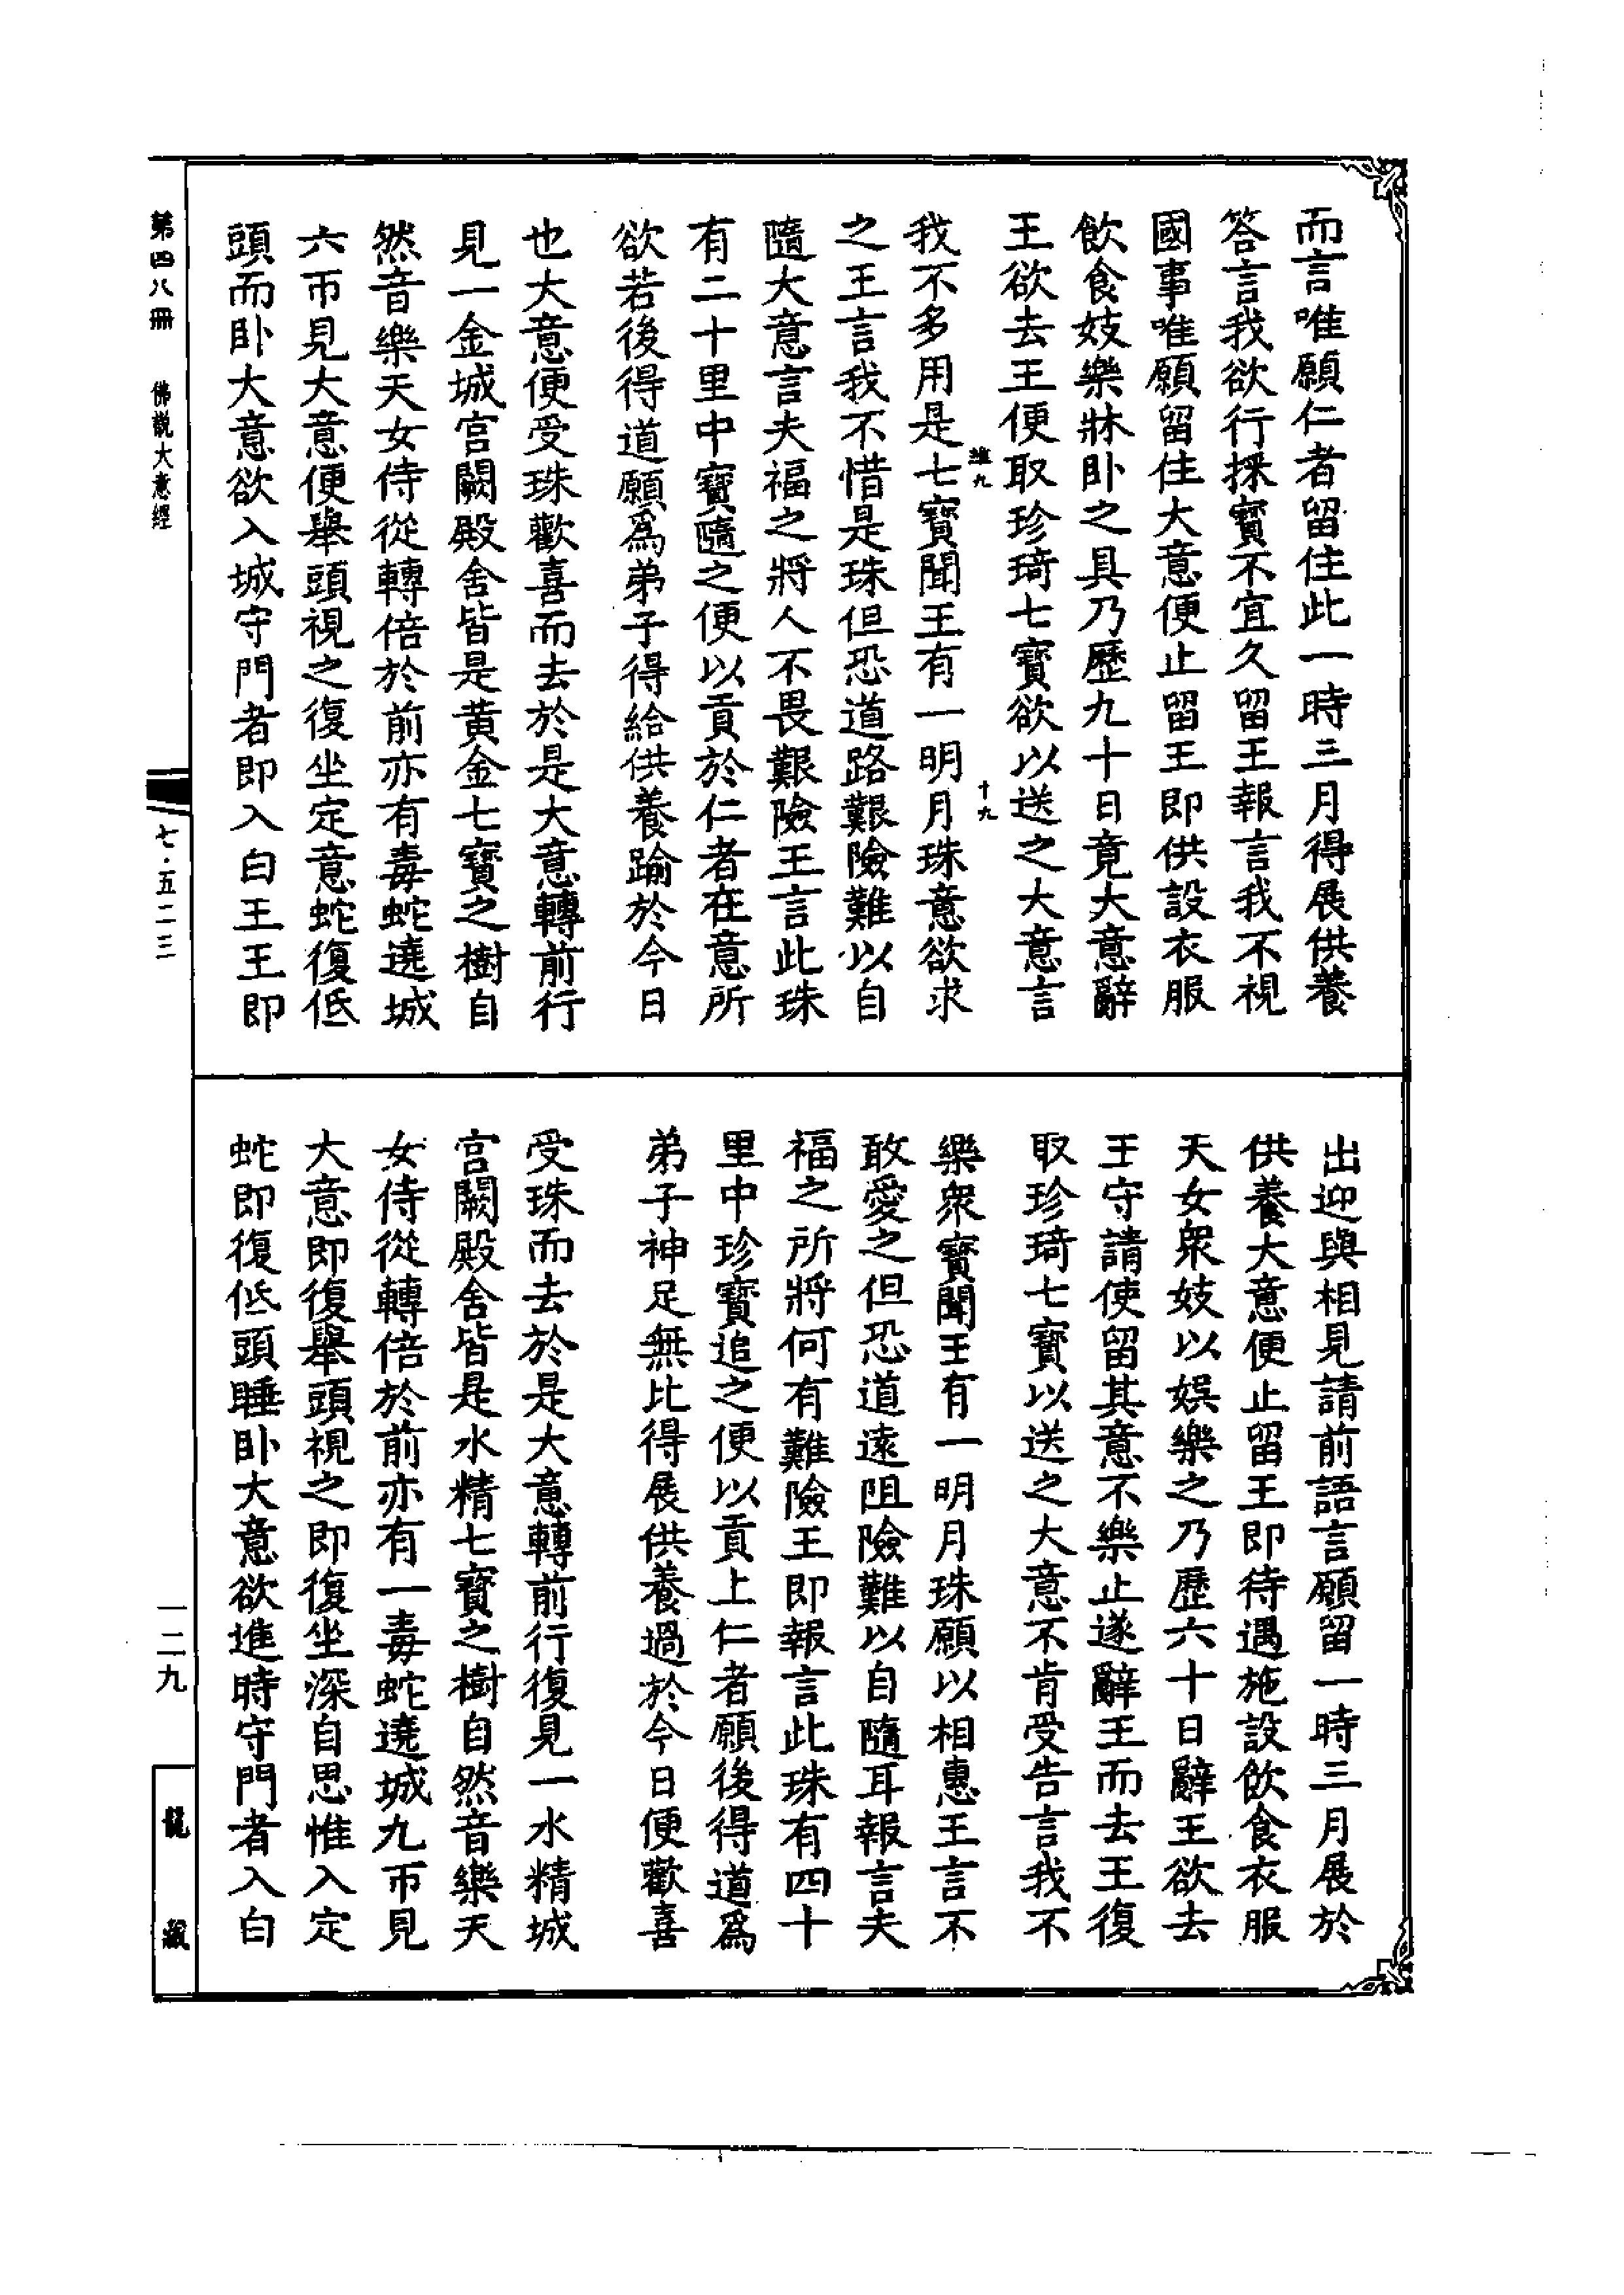 而言唯願仁者留住此一時三月得展供養
答言我欲行採寳不宜久留王報言我不視
國事唯願留住大意便止留王即供設衣服
飲食妓樂牀卧之具乃歷九十日竟大意辭
王欲去王便取珍琦七寳欲以送之大意言
我不多用是七寳聞王有一明月珠意欲求
之王言我不惜是珠但恐道路艱險難以自
隨大意言夫福之將人不畏艱險王言此珠
有二十里中寳隨之便以貢於仁者在意所
欲若後得道願爲弟子得給供養踰於今日
也大意便受珠歡喜而去於是大意轉前行
見一金城宫闕殿舍皆是黄金七寳之樹自
然音樂天女侍從轉倍於前亦有毒蛇遶城
六帀見大意便舉頭視之復坐定意蛇復低
頭而卧大意欲入城守門者即入白王王即
出迎與相見請前語言願留一時三月展於
供養大意便止留王即待遇施設飲食衣服
天女衆妓以娱樂之乃歷六十日辭王欲去
王守請使留其意不樂止遂辭王而去王復
取珍琦七寳以送之大意不肯受告言我不
樂衆寳聞王有一明月珠願以相惠王言不
敢愛之但恐道遠阻險難以自隨耳報言夫
福之所將何有難險王即報言此珠有四十
里中珍寳追之便以貢上仁者願後得道爲
弟子神足無比得展供養過於今日便歡喜
受珠而去於是大意轉前行復見一水精城
宫闕殿舍皆是水精七寳之樹自然音樂天
女侍從轉倍於前亦有一毒蛇遶城九帀見
大意即復舉頭視之即復坐深自思惟入定
蛇即復低頭睡卧大意欲進時守門者入白
十九
第四八冊　佛說大意經
七·五二三
一二九
龍藏